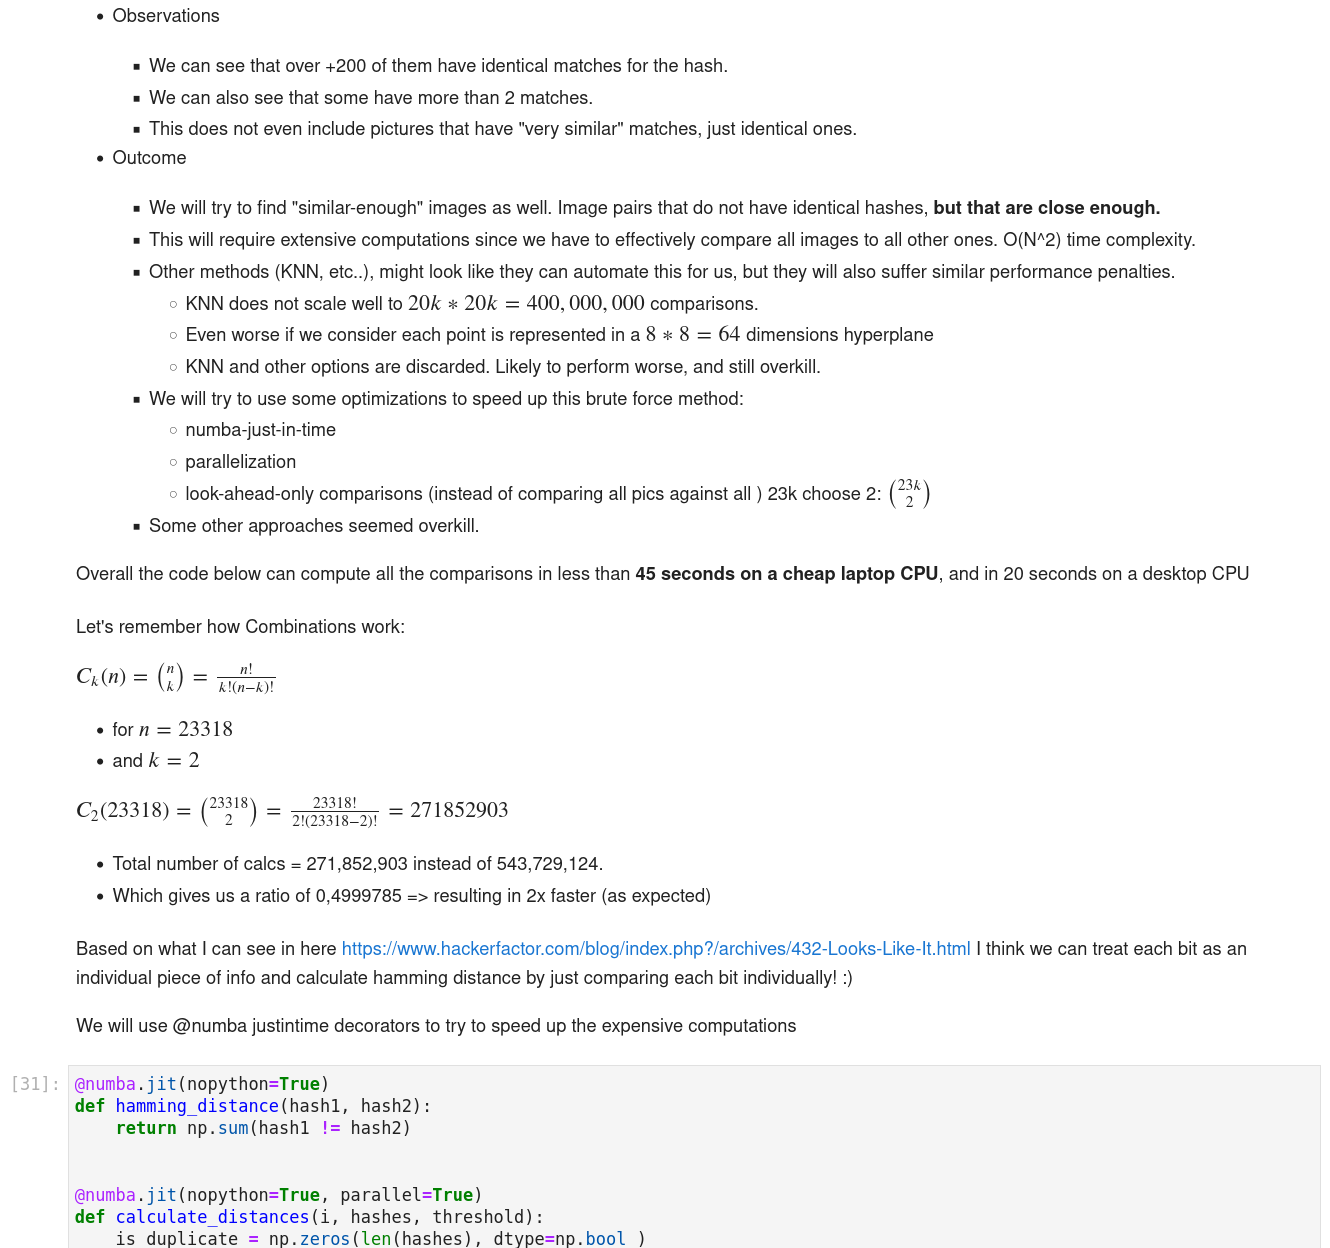 Observations
We can see that over +200 of them have identical matches for the hash.
We can also see that some have more than 2 matches.
This does not even include pictures that have "very similar" matches, just identical ones.
Outcome
We will try to find "similar-enough" images as well. Image pairs that do not have identical hashes, but that are close enough.
This will require extensive computations since we have to effectively compare all images to all other ones. O(N^2) time complexity.
Other methods (KNN, etc..), might look like they can automate this for us, but they will also suffer similar performance penalties.
KNN does not scale well to 20k ∗ 20k = 400, 000, 000 comparisons.
Even worse if we consider each point is represented in a 8 ∗ 8 = 64 dimensions hyperplane
KNN and other options are discarded. Likely to perform worse, and still overkill.
We will try to use some optimizations to speed up this brute force method:
numba-just-in-time
parallelization
look-ahead-only comparisons (instead of comparing all pics against all ) 23k choose 2: (23k 2)
Some other approaches seemed overkill.
Overall the code below can compute all the comparisons in less than 45 seconds on a cheap laptop CPU, and in 20 seconds on a desktop CPU
Let's remember how Combinations work:
C_k(n) = (n k) = n!/k!(n−k)!
for n = 23318
and k = 2
C_2(23318) = (23318 2) = 23318!/2!(23318−2)! = 271852903
Total number of calcs = 271,852,903 instead of 543,729,124.
Which gives us a ratio of 0,4999785 => resulting in 2x faster (as expected)
Based on what I can see in here https://www.hackerfactor.com/blog/index.php?/archives/432-Looks-Like-It.html I think we can treat each bit as an
individual piece of info and calculate hamming distance by just comparing each bit individually! :)
We will use @numba justintime decorators to try to speed up the expensive computations
[31]: @numba.jit(nopython=True)
def hamming_distance(hash1, hash2):
    return np.sum(hash1 != hash2)
@numba.jit(nopython=True, parallel=True)
def calculate_distances(i, hashes, threshold):
    is_duplicate = np.zeros(len(hashes), dtype=np.bool_)